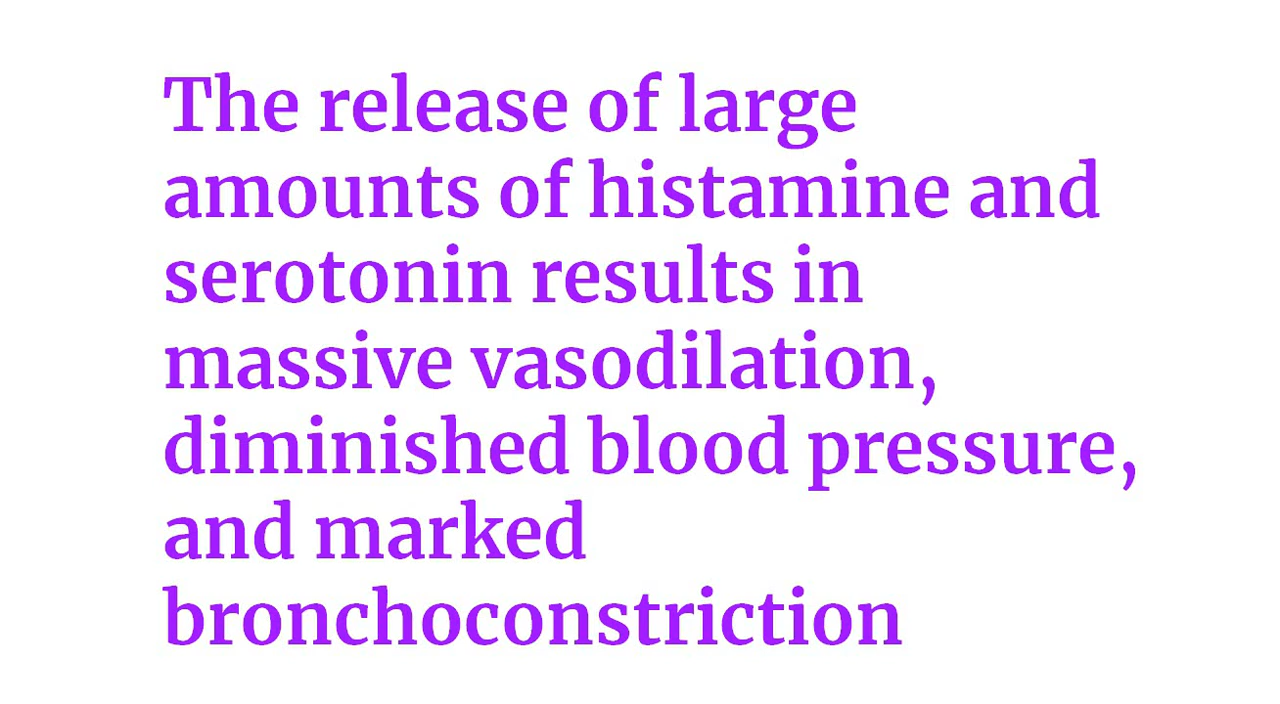 The release of large
amounts of histamine and
serotonin results in
massive vasodilation,
diminished blood pressure,
and marked
bronchoconstriction